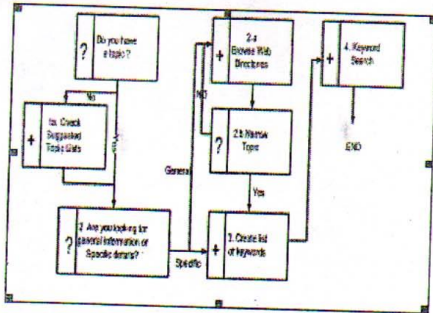 ?
Do you have
a topic ?
No
+
1a. Check
Suggested
Topic Lists
?
2 Are you looking for
general information or
Specific details?
General
Specific
+
2.a
Browse Web
Directories
NO
?
2.b Narrow
Topic
Yes
+
3. Create list
of keywords
+
4. Keyword
Search
END